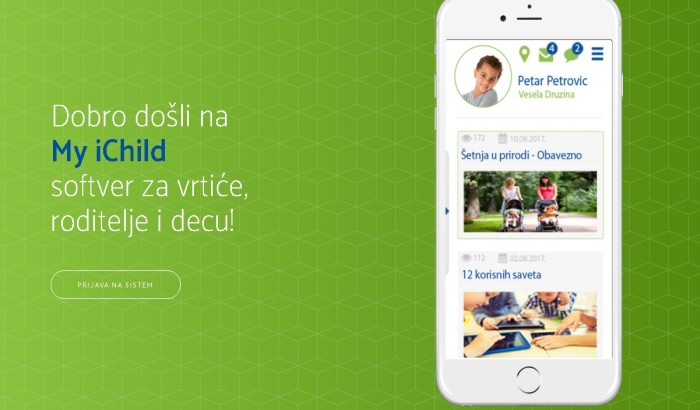 Dobro došli na
My iChild
softver za vrtiće,
roditelje i decu!
PRIJAVA NA SISTEM
4
2
Petar Petrovic
Vesela Druzina
172 10.08.2017.
Šetnja u prirodi - Obavezno
112 02.08.2017.
12 korisnih saveta